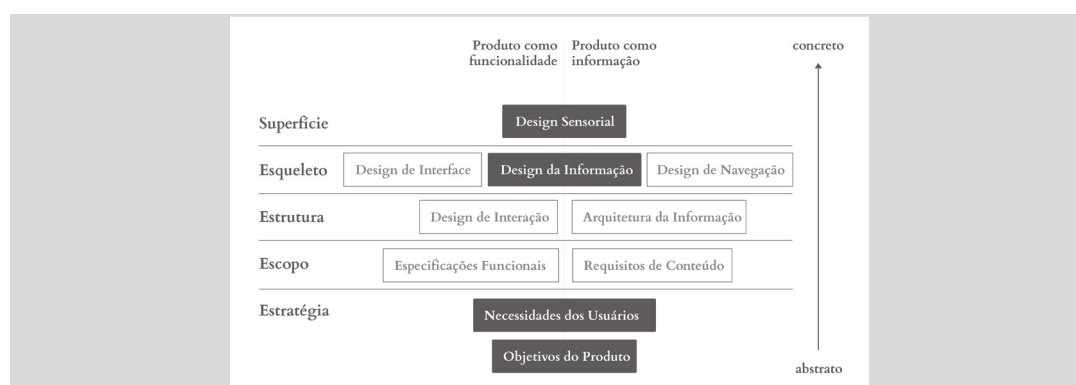 Produto como
funcionalidade
Produto como
informação
concreto
Superfície
Design Sensorial
Esqueleto
Design de Interface
Design da Informação
Design de Navegação
Estrutura
Design de Interação
Arquitetura da Informação
Escopo
Especificações Funcionais
Requisitos de Conteúdo
Estratégia
Necessidades dos Usuários
Objetivos do Produto
abstrato